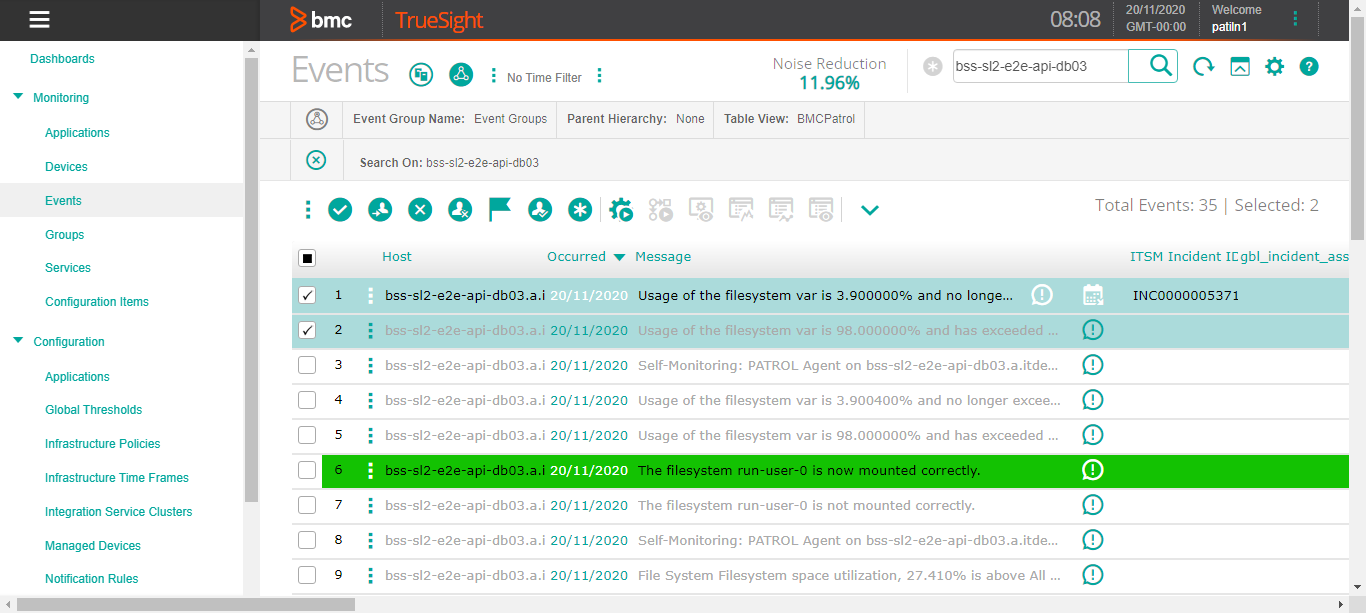 bmc TrueSight 08:08 20/11/2020 Welcome
GMT-00:00 patiln1
Dashboards
Monitoring
Applications
Devices
Events
Groups
Services
Configuration Items
Configuration
Applications
Global Thresholds
Infrastructure Policies
Infrastructure Time Frames
Integration Service Clusters
Managed Devices
Notification Rules
Events No Time Filter Noise Reduction bss-sl2-e2e-api-db03
11.96%
Event Group Name: Event Groups Parent Hierarchy: None Table View: BMCPatrol
Search On: bss-sl2-e2e-api-db03
Total Events: 35 | Selected: 2
Host Occurred Message ITSM Incident ID gbl_incident_ass
1 bss-sl2-e2e-api-db03.a.i 20/11/2020 Usage of the filesystem var is 3.900000% and no longe... INC0000005371
2 bss-sl2-e2e-api-db03.a.i 20/11/2020 Usage of the filesystem var is 98.000000% and has exceeded ...
3 bss-sl2-e2e-api-db03.a.i 20/11/2020 Self-Monitoring: PATROL Agent on bss-sl2-e2e-api-db03.a.itde...
4 bss-sl2-e2e-api-db03.a.i 20/11/2020 Usage of the filesystem var is 3.900400% and no longer excee...
5 bss-sl2-e2e-api-db03.a.i 20/11/2020 Usage of the filesystem var is 98.000000% and has exceeded ...
6 bss-sl2-e2e-api-db03.a.i 20/11/2020 The filesystem run-user-0 is now mounted correctly.
7 bss-sl2-e2e-api-db03.a.i 20/11/2020 The filesystem run-user-0 is not mounted correctly.
8 bss-sl2-e2e-api-db03.a.i 20/11/2020 Self-Monitoring: PATROL Agent on bss-sl2-e2e-api-db03.a.itde...
9 bss-sl2-e2e-api-db03.a.i 20/11/2020 File System Filesystem space utilization, 27.410% is above All ...